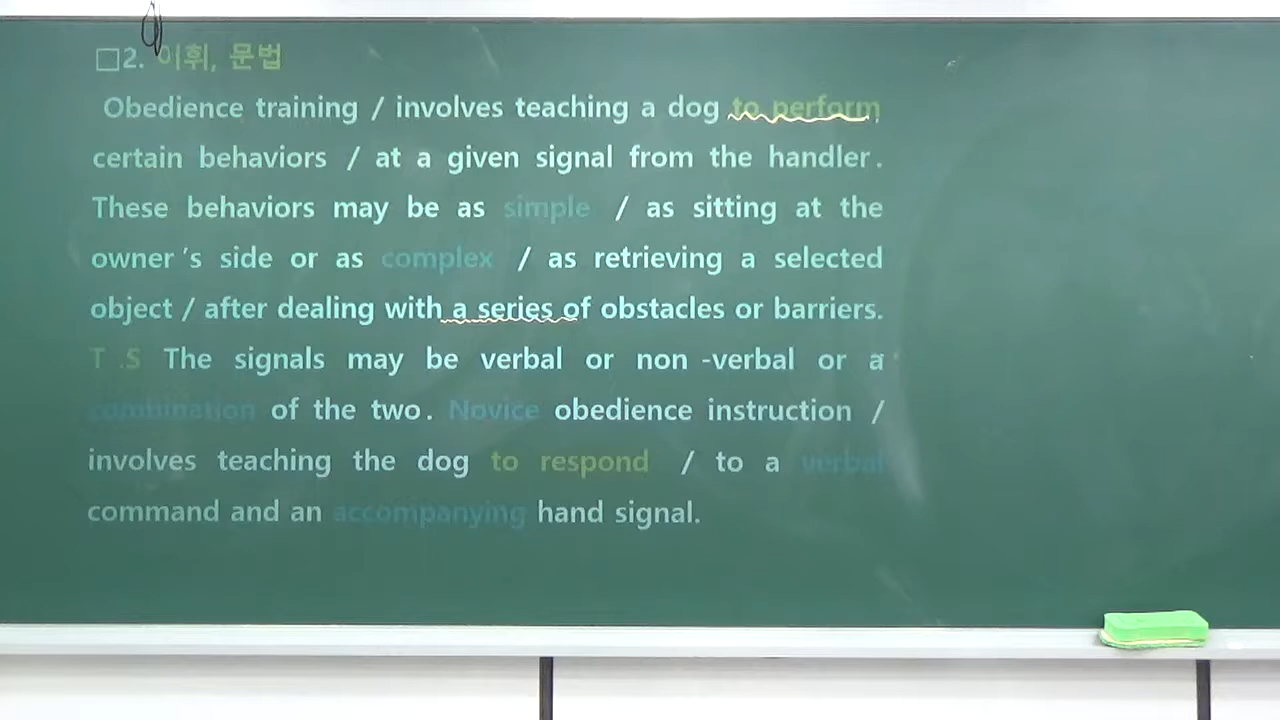 □2. 어휘, 문법
Obedience training / involves teaching a dog to perform
certain behaviors / at a given signal from the handler.
These behaviors may be as simple / as sitting at the
owner's side or as complex / as retrieving a selected
object / after dealing with a series of obstacles or barriers.
T .S The signals may be verbal or non -verbal or a
combination of the two. Novice obedience instruction /
involves teaching the dog to respond / to a verbal
command and an accompanying hand signal.